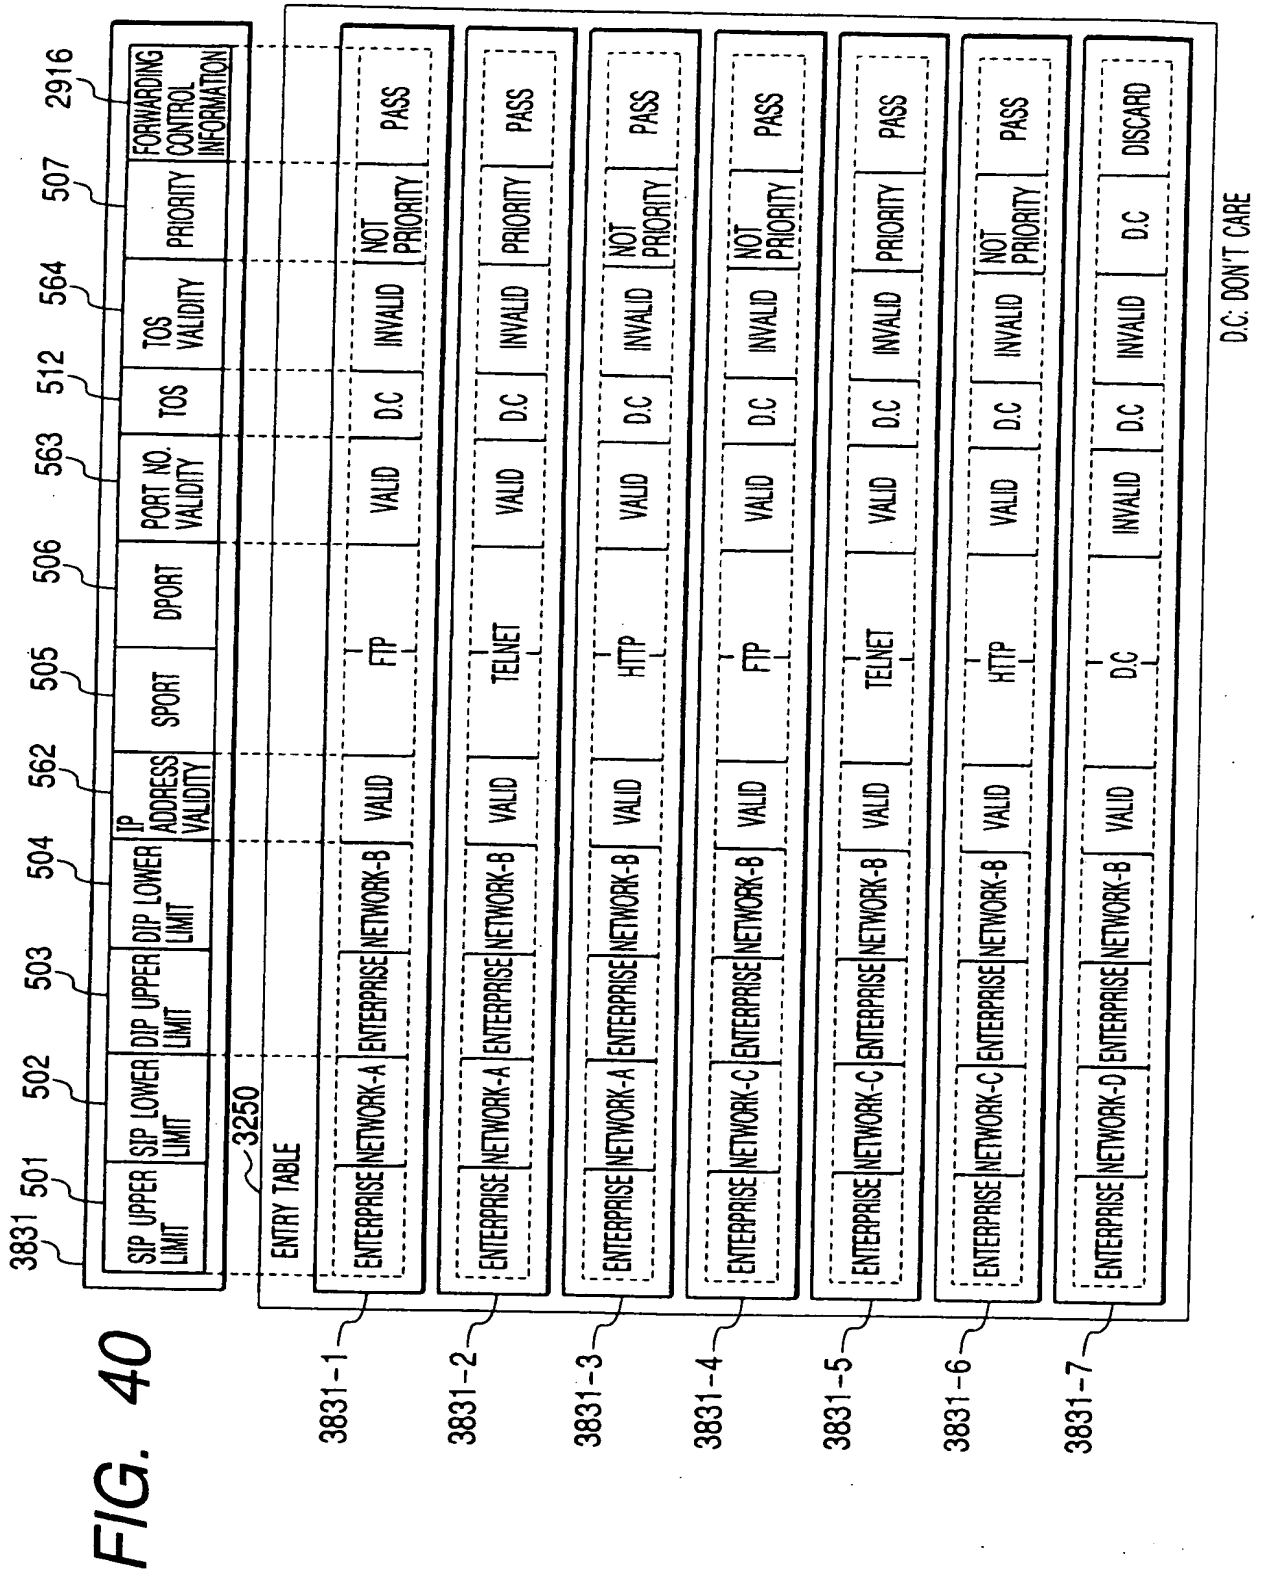 FIG. 40
3831 501 502 503 504 562 505 506 563 512 564 507 2916
SIP UPPER LIMIT SIP LOWER LIMIT DIP UPPER LIMIT DIP LOWER LIMIT IP ADDRESS VALIDITY SPORT DPORT PORT NO. VALIDITY TOS TOS VALIDITY PRIORITY FORWARDING CONTROL INFORMATION
ENTRY TABLE 3250
3831-1 ENTERPRISE NETWORK-A ENTERPRISE NETWORK-B VALID FTP VALID D.C INVALID NOT PRIORITY PASS
3831-2 ENTERPRISE NETWORK-A ENTERPRISE NETWORK-B VALID TELNET VALID D.C INVALID PRIORITY PASS
3831-3 ENTERPRISE NETWORK-A ENTERPRISE NETWORK-B VALID HTTP VALID D.C INVALID NOT PRIORITY PASS
3831-4 ENTERPRISE NETWORK-C ENTERPRISE NETWORK-B VALID FTP VALID D.C INVALID NOT PRIORITY PASS
3831-5 ENTERPRISE NETWORK-C ENTERPRISE NETWORK-B VALID TELNET VALID D.C INVALID PRIORITY PASS
3831-6 ENTERPRISE NETWORK-C ENTERPRISE NETWORK-B VALID HTTP VALID D.C INVALID NOT PRIORITY PASS
3831-7 ENTERPRISE NETWORK-D ENTERPRISE NETWORK-B VALID D.C INVALID D.C INVALID D.C DISCARD
D.C: DON'T CARE